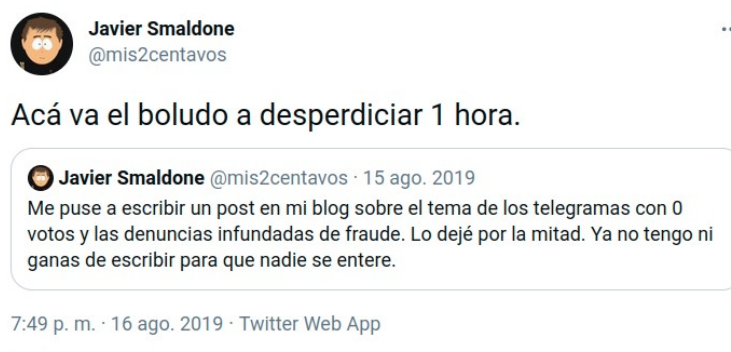 Javier Smaldone
@mis2centavos
Acá va el boludo a desperdiciar 1 hora.
Javier Smaldone @mis2centavos · 15 ago. 2019
Me puse a escribir un post en mi blog sobre el tema de los telegramas con 0
votos y las denuncias infundadas de fraude. Lo dejé por la mitad. Ya no tengo ni
ganas de escribir para que nadie se entere.
7:49 p. m. · 16 ago. 2019 · Twitter Web App